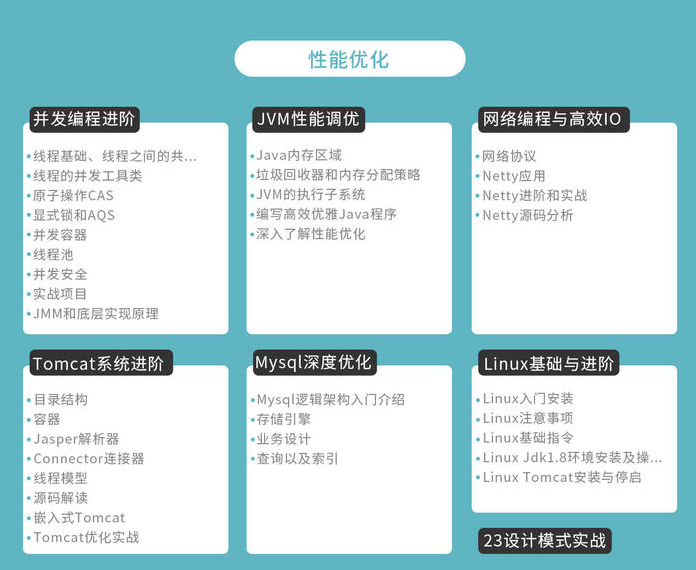 性能优化
并发编程进阶
•线程基础、线程之间的共...
•线程的并发工具类
•原子操作CAS
•显式锁和AQS
•并发容器
•线程池
•并发安全
•实战项目
•JMM和底层实现原理
JVM性能调优
•Java内存区域
•垃圾回收器和内存分配策略
•JVM的执行子系统
•编写高效优雅Java程序
•深入了解性能优化
网络编程与高效IO
•网络协议
•Netty应用
•Netty进阶和实战
•Netty源码分析
Tomcat系统进阶
•目录结构
•容器
•Jasper解析器
•Connector连接器
•线程模型
•源码解读
•嵌入式Tomcat
•Tomcat优化实战
Mysql深度优化
•Mysql逻辑架构入门介绍
•存储引擎
•业务设计
•查询以及索引
Linux基础与进阶
•Linux入门安装
•Linux注意事项
•Linux基础指令
•Linux Jdk1.8环境安装及操...
•Linux Tomcat安装与停启
23设计模式实战